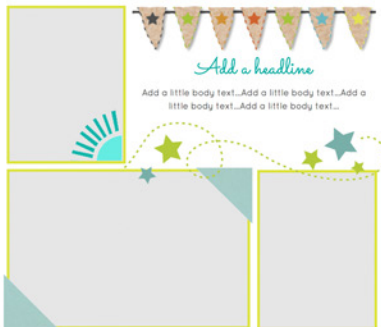 Add a headline
Add a little body text...Add a little body text...Add a
little body text...Add a little body text...